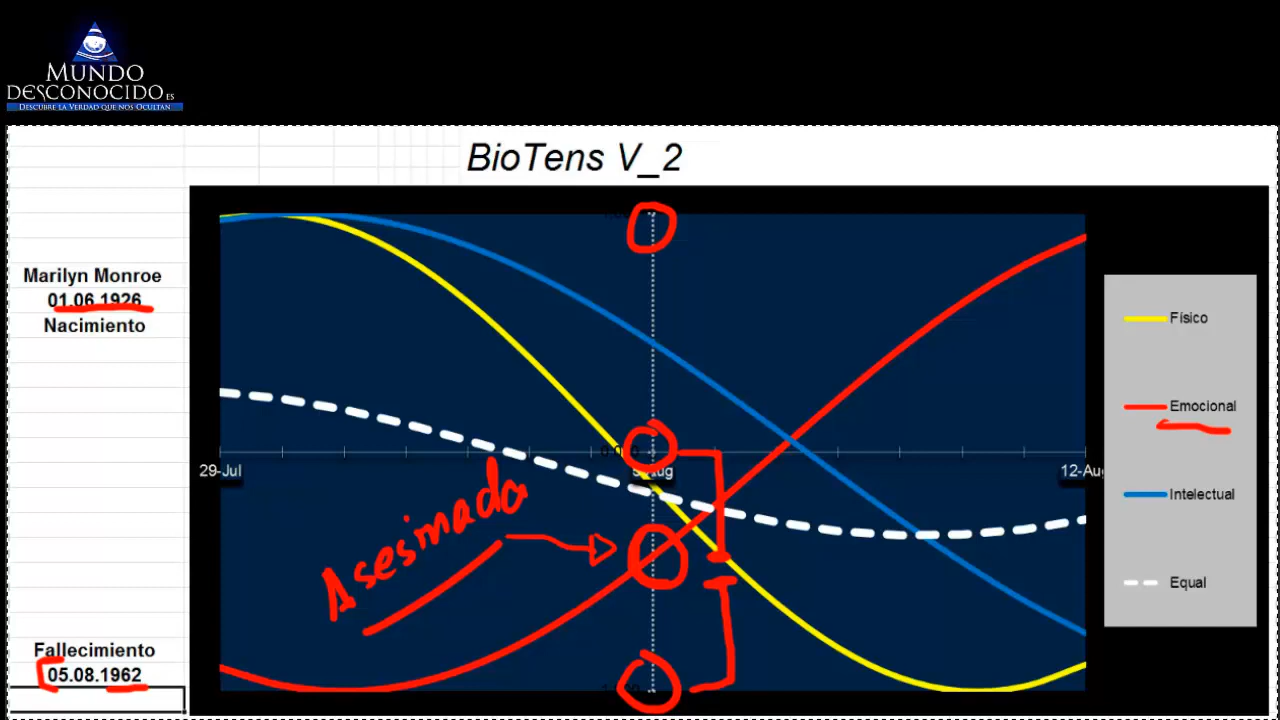 MUNDO
DESCONOCIDO.ES
DESCUBRE LA VERDAD QUE NOS OCULTAN
BioTens V_2
Marilyn Monroe
01.06.1926
Nacimiento
Físico
Emocional
29-Jul
12-Aug
Intelectual
Asesinada
Equal
Fallecimiento
05.08.1962